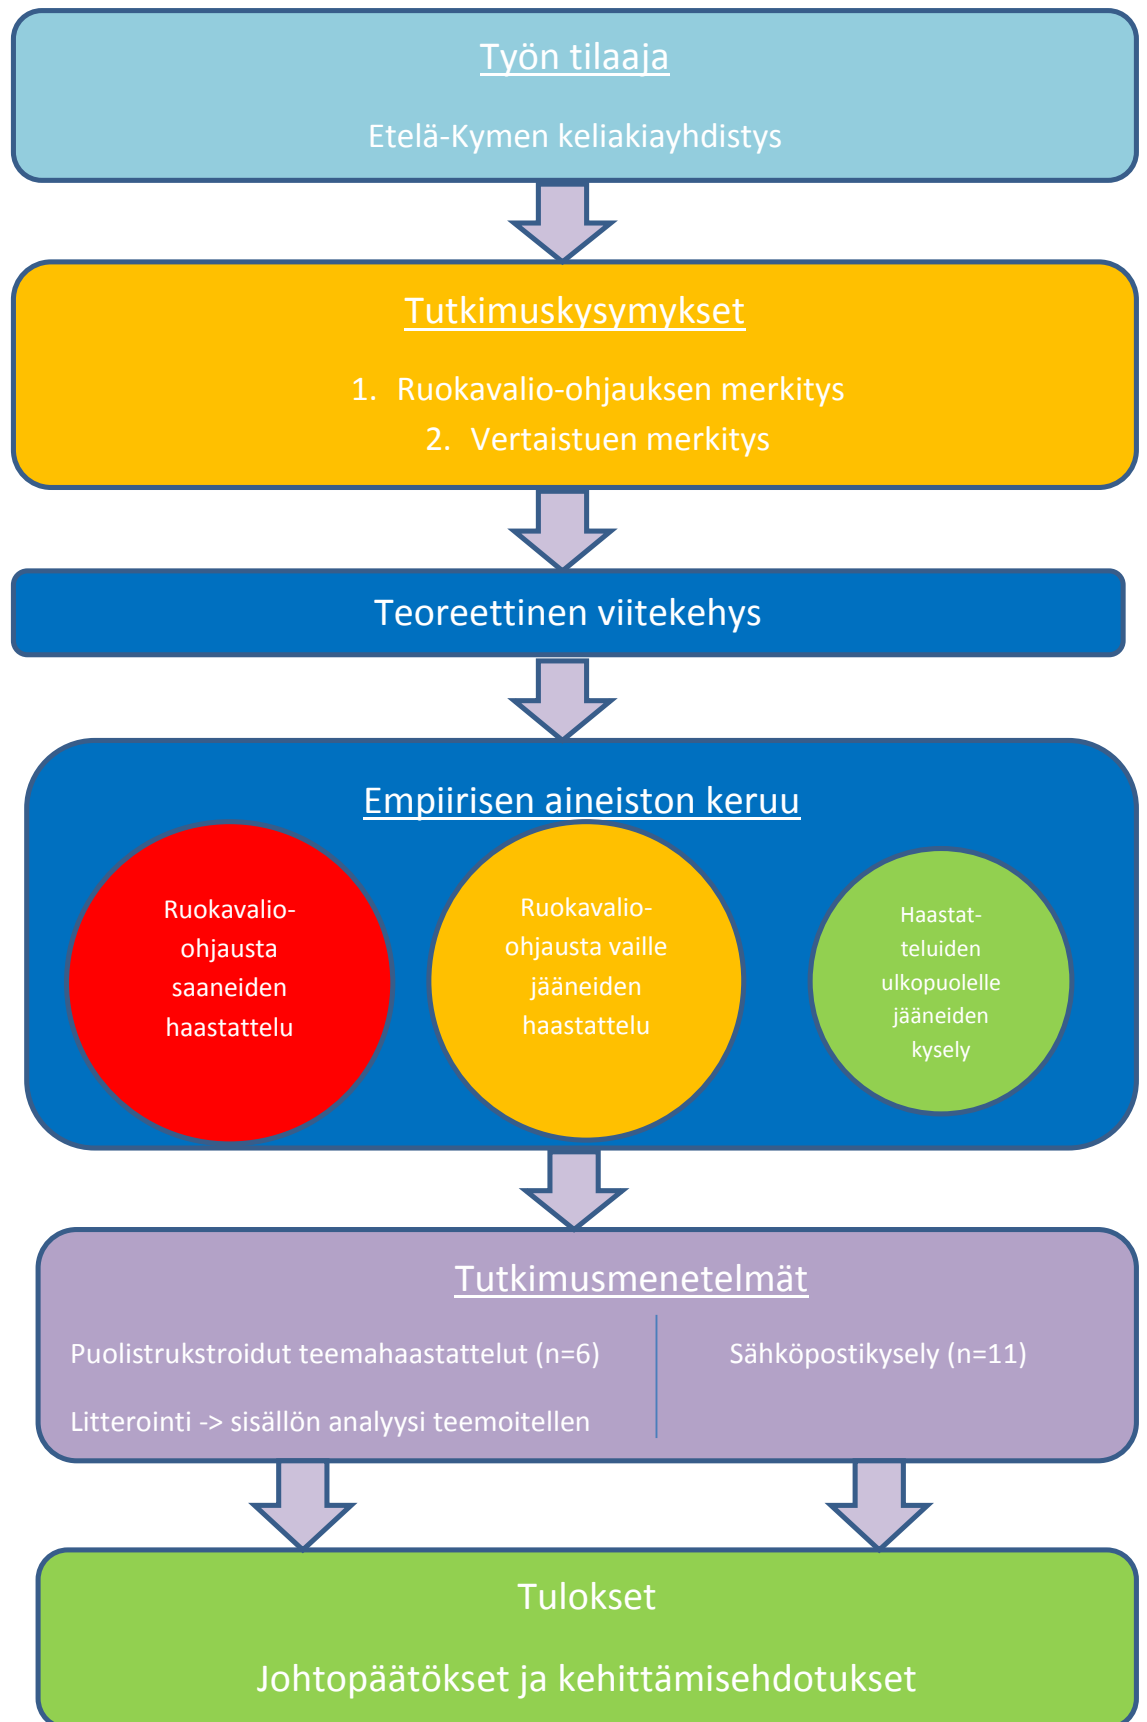 Työn tilaaja
Etelä-Kymen keliakiayhdistys
Tutkimuskysymykset
1. Ruokavalio-ohjauksen merkitys
2. Vertaistuen merkitys
Teoreettinen viitekehys
Empiirisen aineiston keruu
Ruokavalio-
ohjausta
saaneiden
haastattelu
Ruokavalio-
ohjausta vaille
jääneiden
haastattelu
Haastat-
teluiden
ulkopuolelle
jääneiden
kysely
Tutkimusmenetelmät
Puolistrukstroidut teemahaastattelut (n=6)
Litterointi -> sisällön analyysi teemoitellen
Sähköpostikysely (n=11)
Tulokset
Johtopäätökset ja kehittämisehdotukset